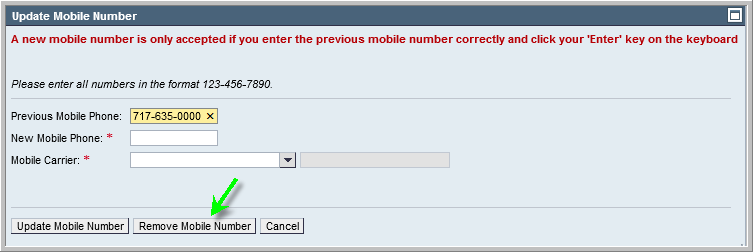 Update Mobile Number
A new mobile number is only accepted if you enter the previous mobile number correctly and click your 'Enter' key on the keyboard
Please enter all numbers in the format 123-456-7890.
Previous Mobile Phone: 717-635-0000 ×
New Mobile Phone: *
Mobile Carrier: *
Update Mobile Number Remove Mobile Number Cancel